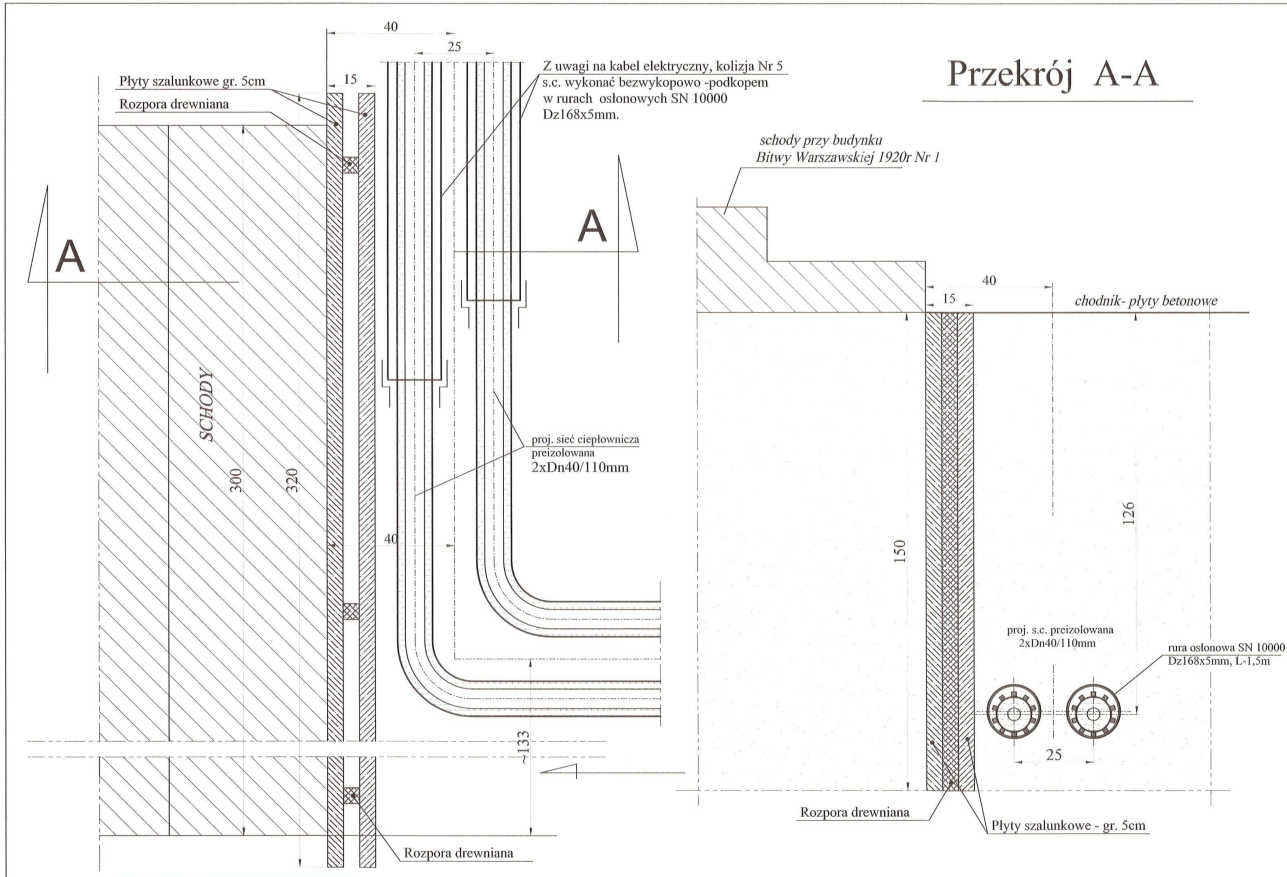 40
25
15
Płyty szalunkowe gr. 5cm
Rozpora drewniana
Z uwagi na kabel elektryczny, kolizja Nr 5
s.c. wykonać bezwykopowo -podkopem
w rurach osłonowych SN 10000
Dz168x5mm.
A
A
SCHODY
300
320
proj. sieć ciepłownicza
preizolowana
2xDn40/110mm
40
~133
Rozpora drewniana
Przekrój A-A
schody przy budynku
Bitwy Warszawskiej 1920r Nr 1
40
15
chodnik- płyty betonowe
150
126
proj. s.c. preizolowana
2xDn40/110mm
rura osłonowa SN 10000
Dz168x5mm, L-1,5m
25
Rozpora drewniana
Płyty szalunkowe - gr. 5cm